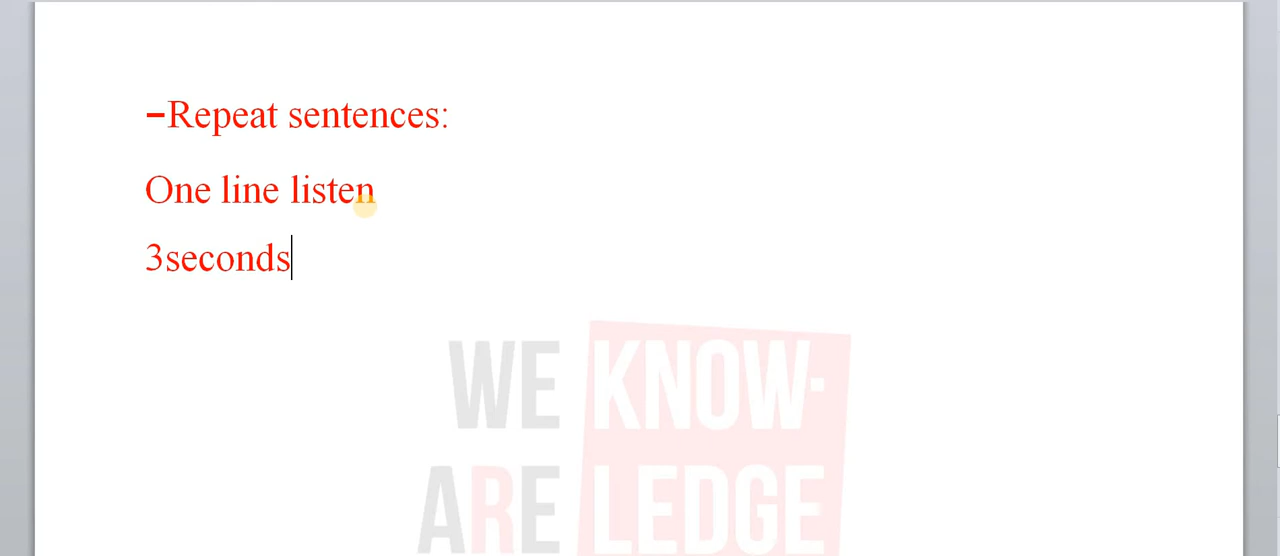 –Repeat sentences:
One line listen
3seconds
WE KNOW-
ARE LEDGE